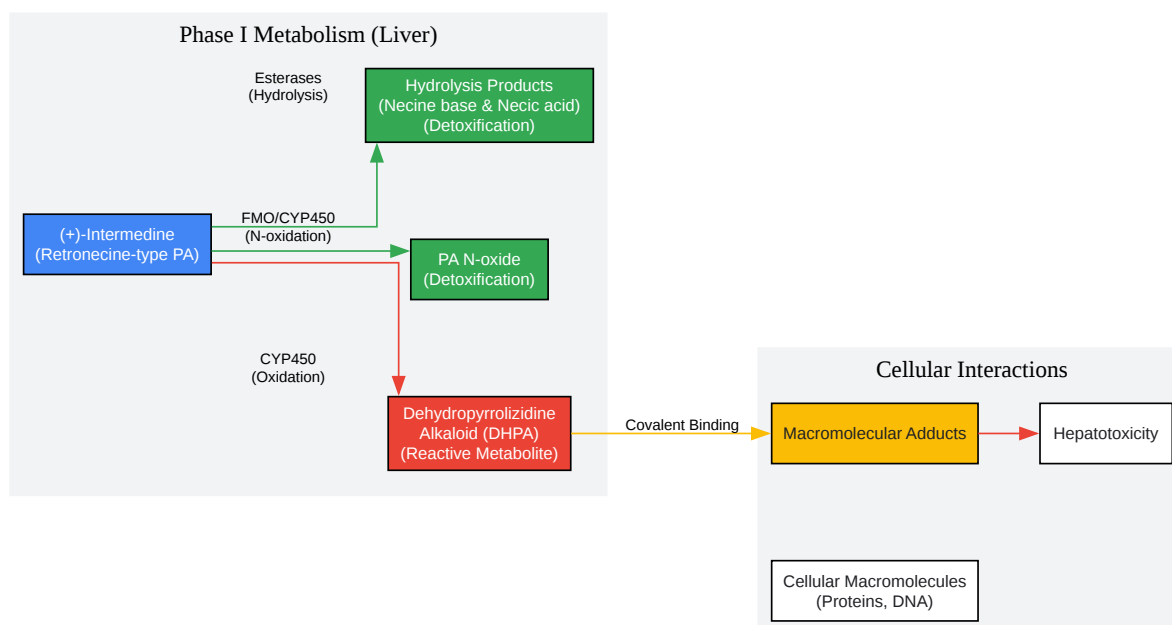 Phase I Metabolism (Liver)
Esterases
(Hydrolysis)
Hydrolysis Products
(Necine base & Necic acid)
(Detoxification)
(+)-Intermedine
(Retronecine-type PA)
FMO/CYP450
(N-oxidation)
PA N-oxide
(Detoxification)
CYP450
(Oxidation)
Dehydropyrrolizidine
Alkaloid (DHPA)
(Reactive Metabolite)
Covalent Binding
Cellular Interactions
Macromolecular Adducts
Hepatotoxicity
Cellular Macromolecules
(Proteins, DNA)